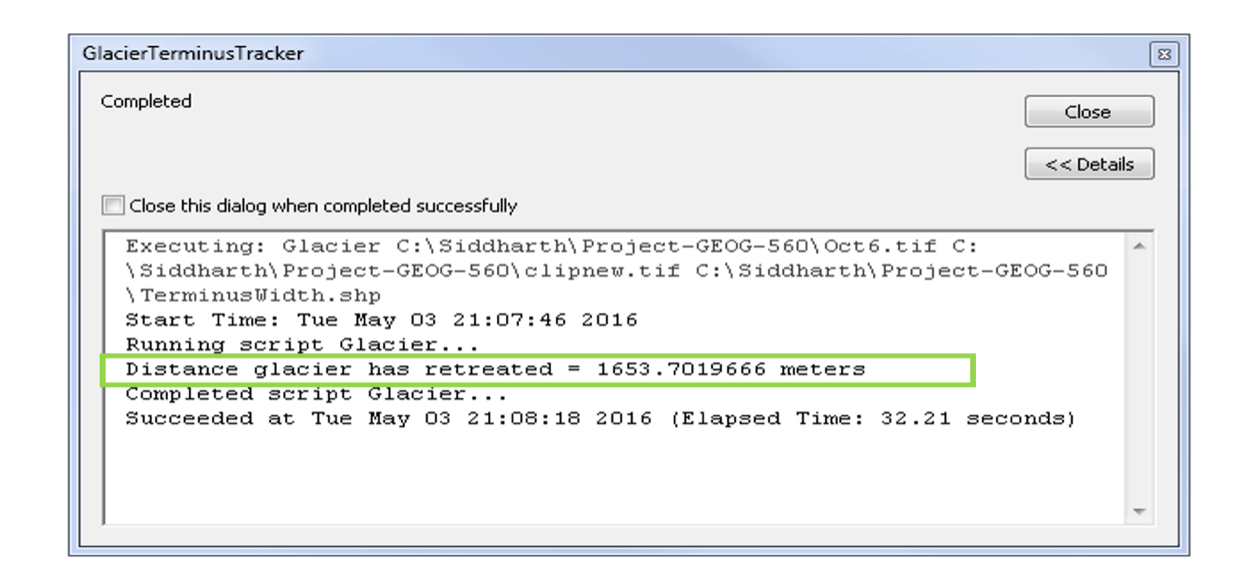 GlacierTerminusTracker
Completed
Close
<< Details
Close this dialog when completed successfully
Executing: Glacier C:\Siddharth\Project-GEOG-560\Oct6.tif C:
\Siddharth\Project-GEOG-560\clipnew.tif C:\Siddharth\Project-GEOG-560
\TerminusWidth.shp
Start Time: Tue May 03 21:07:46 2016
Running script Glacier...
Distance glacier has retreated = 1653.7019666 meters
Completed script Glacier...
Succeeded at Tue May 03 21:08:18 2016 (Elapsed Time: 32.21 seconds)